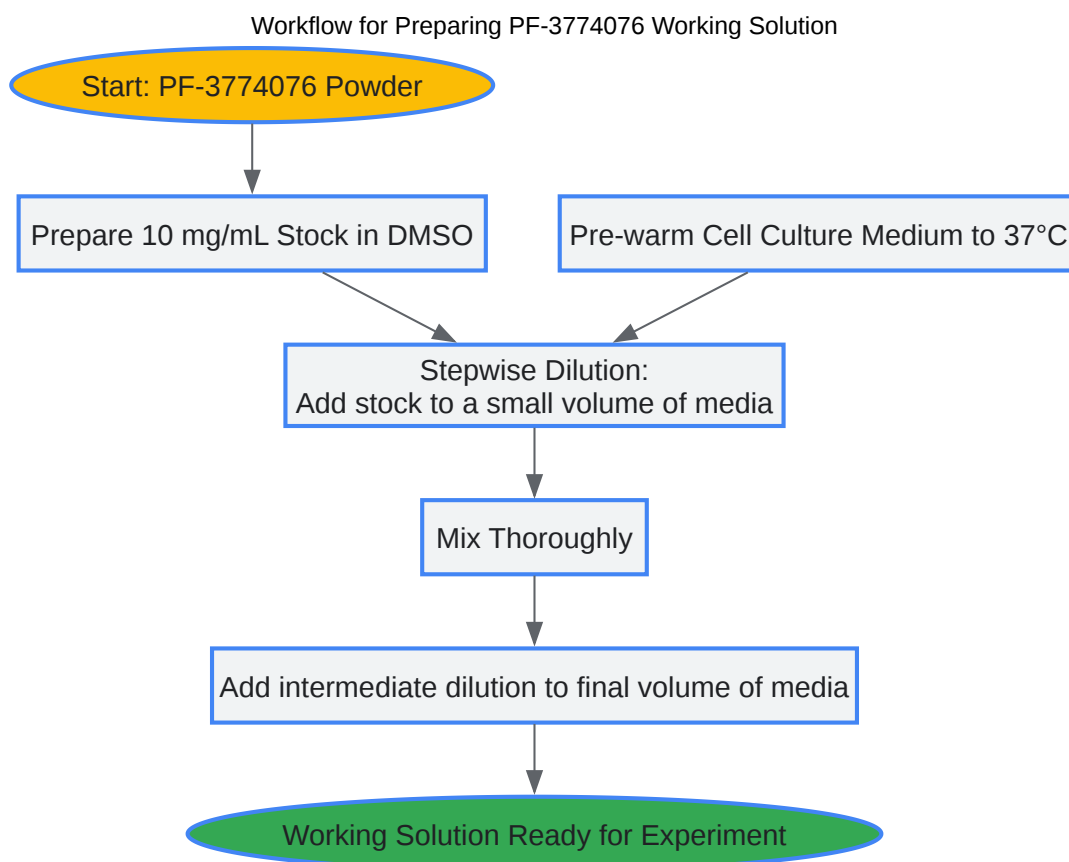 Workflow for Preparing PF-3774076 Working Solution
Start: PF-3774076 Powder
Prepare 10 mg/mL Stock in DMSO
Pre-warm Cell Culture Medium to 37°C
Stepwise Dilution:
Add stock to a small volume of media
Mix Thoroughly
Add intermediate dilution to final volume of media
Working Solution Ready for Experiment